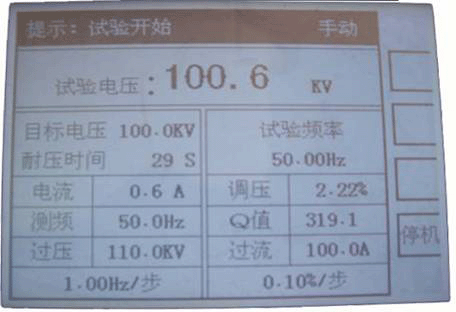 提示: 试验开始 手动
试验电压: 100.6 KV
目标电压 100.0KV 试验频率
耐压时间 29 S 50.00Hz
电流 0.6 A 调压 2.22%
测频 50.0Hz Q值 319.1
过压 110.0KV 过流 100.0A
停机
1.00Hz/步 0.10%/步